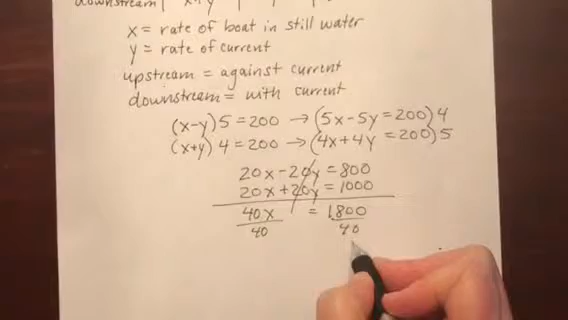 downstream | x+y
x = rate of boat in still water
y = rate of current
upstream = against current
downstream = with current
(x-y)5=200 → (5x-5y=200)4
(x+y)4=200 → (4x+4y=200)5
20x-20y=800
20x+20y=1000
40x = 1800
40 40